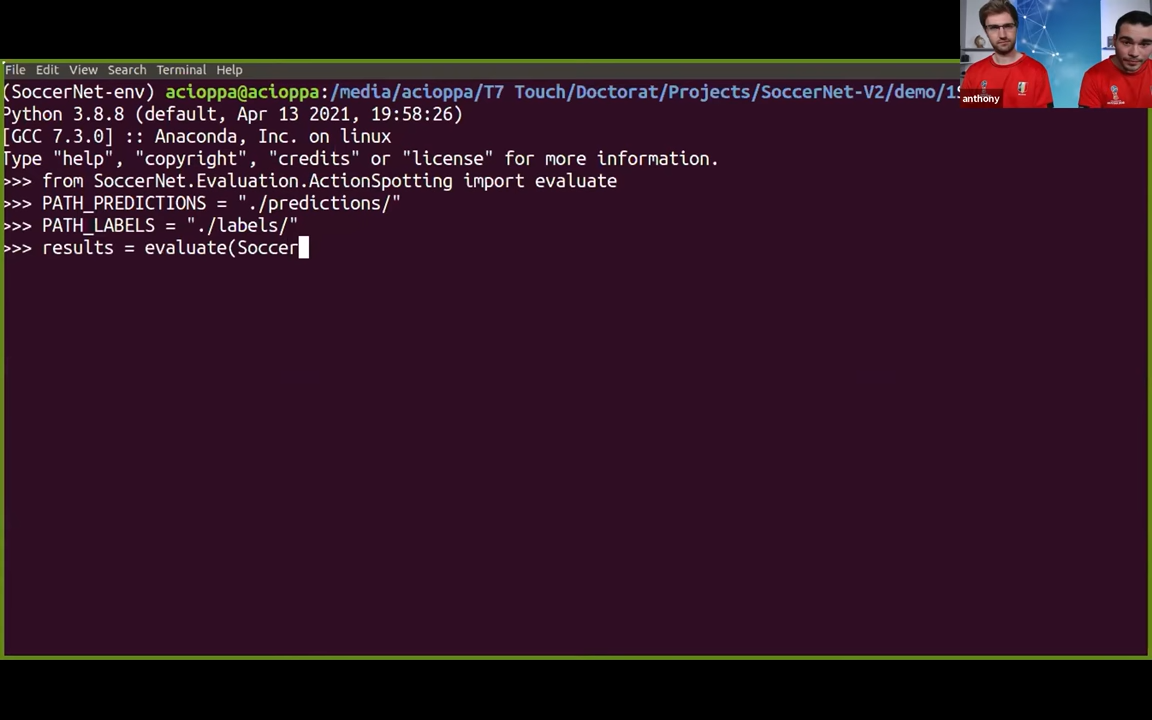 File Edit View Search Terminal Help
(SoccerNet-env) acioppa@acioppa:/media/acioppa/T7 Touch/Doctorat/Projects/SoccerNet-V2/demo/1S
Python 3.8.8 (default, Apr 13 2021, 19:58:26)
[GCC 7.3.0] :: Anaconda, Inc. on linux
Type "help", "copyright", "credits" or "license" for more information.
>>> from SoccerNet.Evaluation.ActionSpotting import evaluate
>>> PATH_PREDICTIONS = "./predictions/"
>>> PATH_LABELS = "./labels/"
>>> results = evaluate(Soccer
anthony